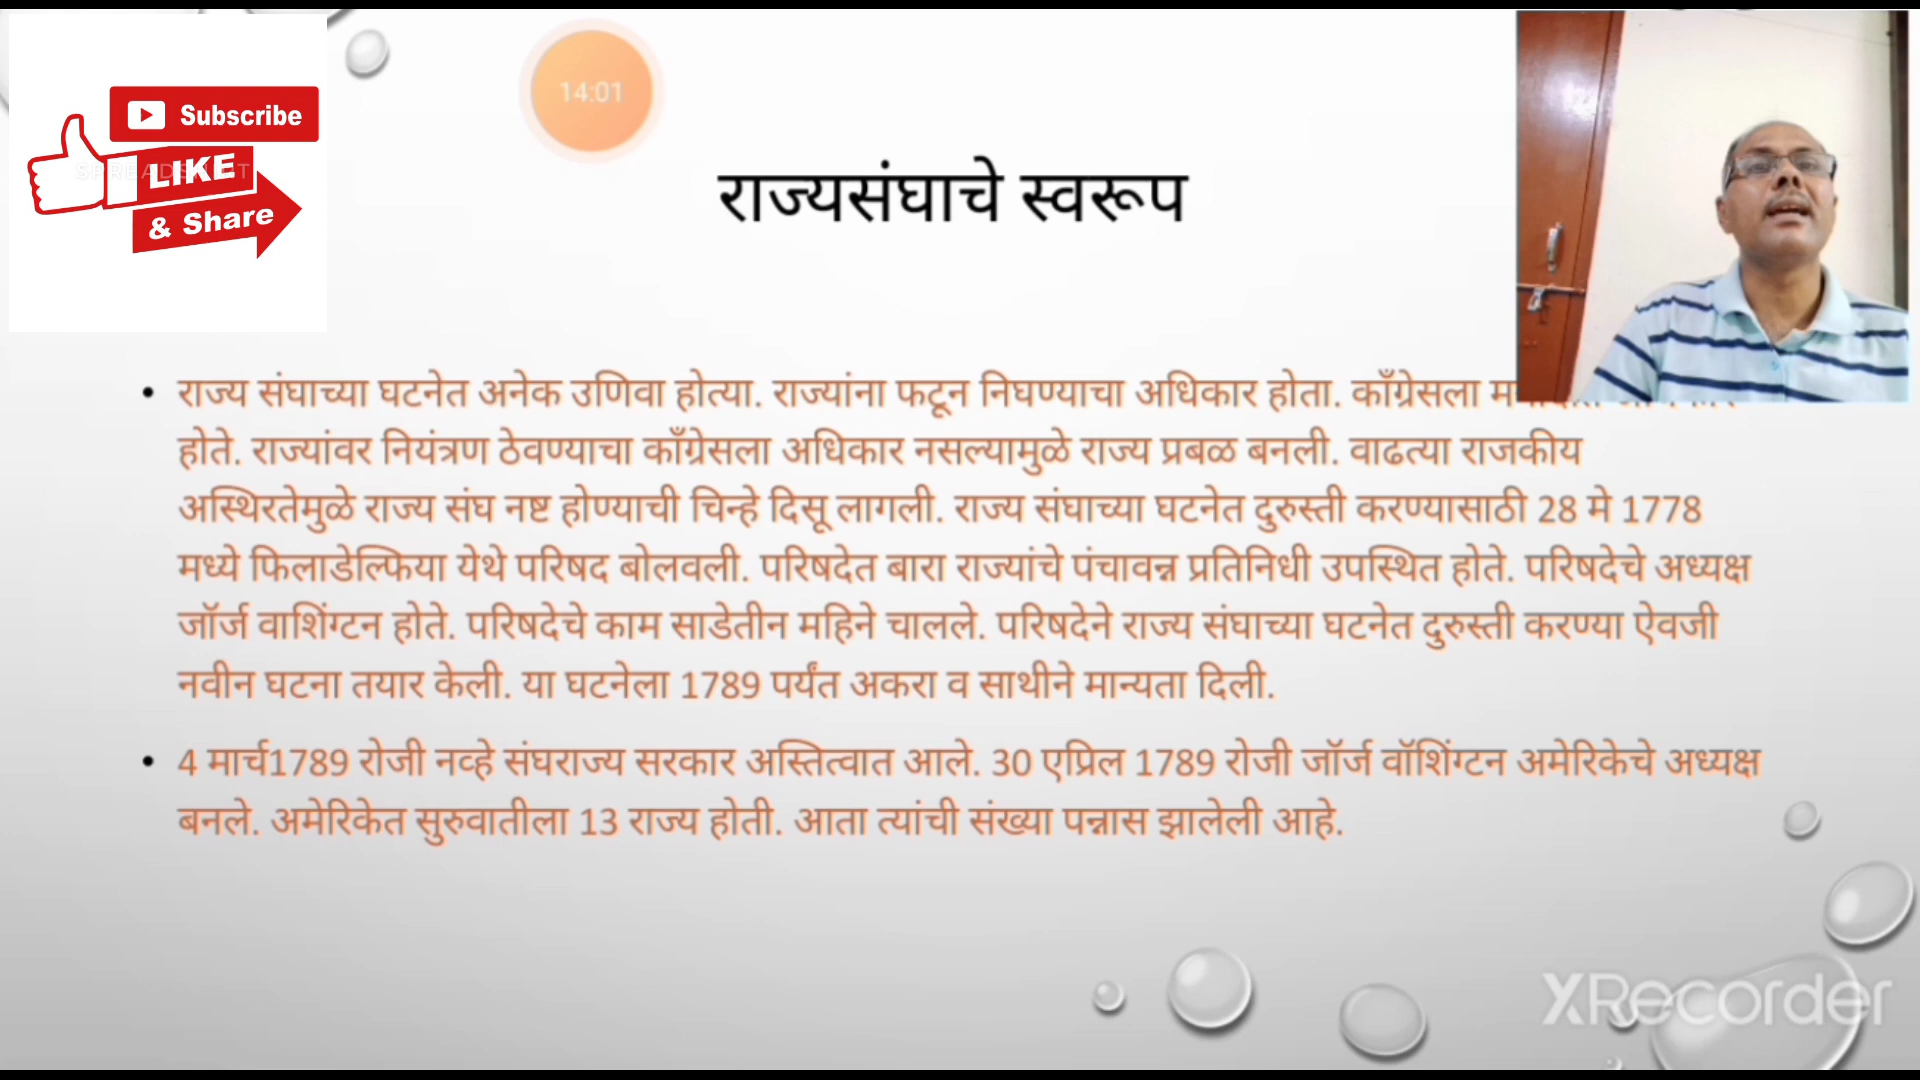 Subscribe
LIKE
& Share
14:01
राज्यसंघाचे स्वरूप
• राज्य संघाच्या घटनेत अनेक उणिवा होत्या. राज्यांना फटून निघण्याचा अधिकार होता. काँग्रेसला
होते. राज्यांवर नियंत्रण ठेवण्याचा काँग्रेसला अधिकार नसल्यामुळे राज्य प्रबळ बनली. वाढत्या राजकीय
अस्थिरतेमुळे राज्य संघ नष्ट होण्याची चिन्हे दिसू लागली. राज्य संघाच्या घटनेत दुरुस्ती करण्यासाठी 28 मे 1778
मध्ये फिलाडेल्फिया येथे परिषद बोलवली. परिषदेत बारा राज्यांचे पंचावन्न प्रतिनिधी उपस्थित होते. परिषदेचे अध्यक्ष
जॉर्ज वाशिंग्टन होते. परिषदेचे काम साडेतीन महिने चालले. परिषदेने राज्य संघाच्या घटनेत दुरुस्ती करण्या ऐवजी
नवीन घटना तयार केली. या घटनेला 1789 पर्यंत अकरा व साथीने मान्यता दिली.
• 4 मार्च1789 रोजी नव्हे संघराज्य सरकार अस्तित्वात आले. 30 एप्रिल 1789 रोजी जॉर्ज वॉशिंग्टन अमेरिकेचे अध्यक्ष
बनले. अमेरिकेत सुरुवातीला 13 राज्य होती. आता त्यांची संख्या पन्नास झालेली आहे.
XRecorder